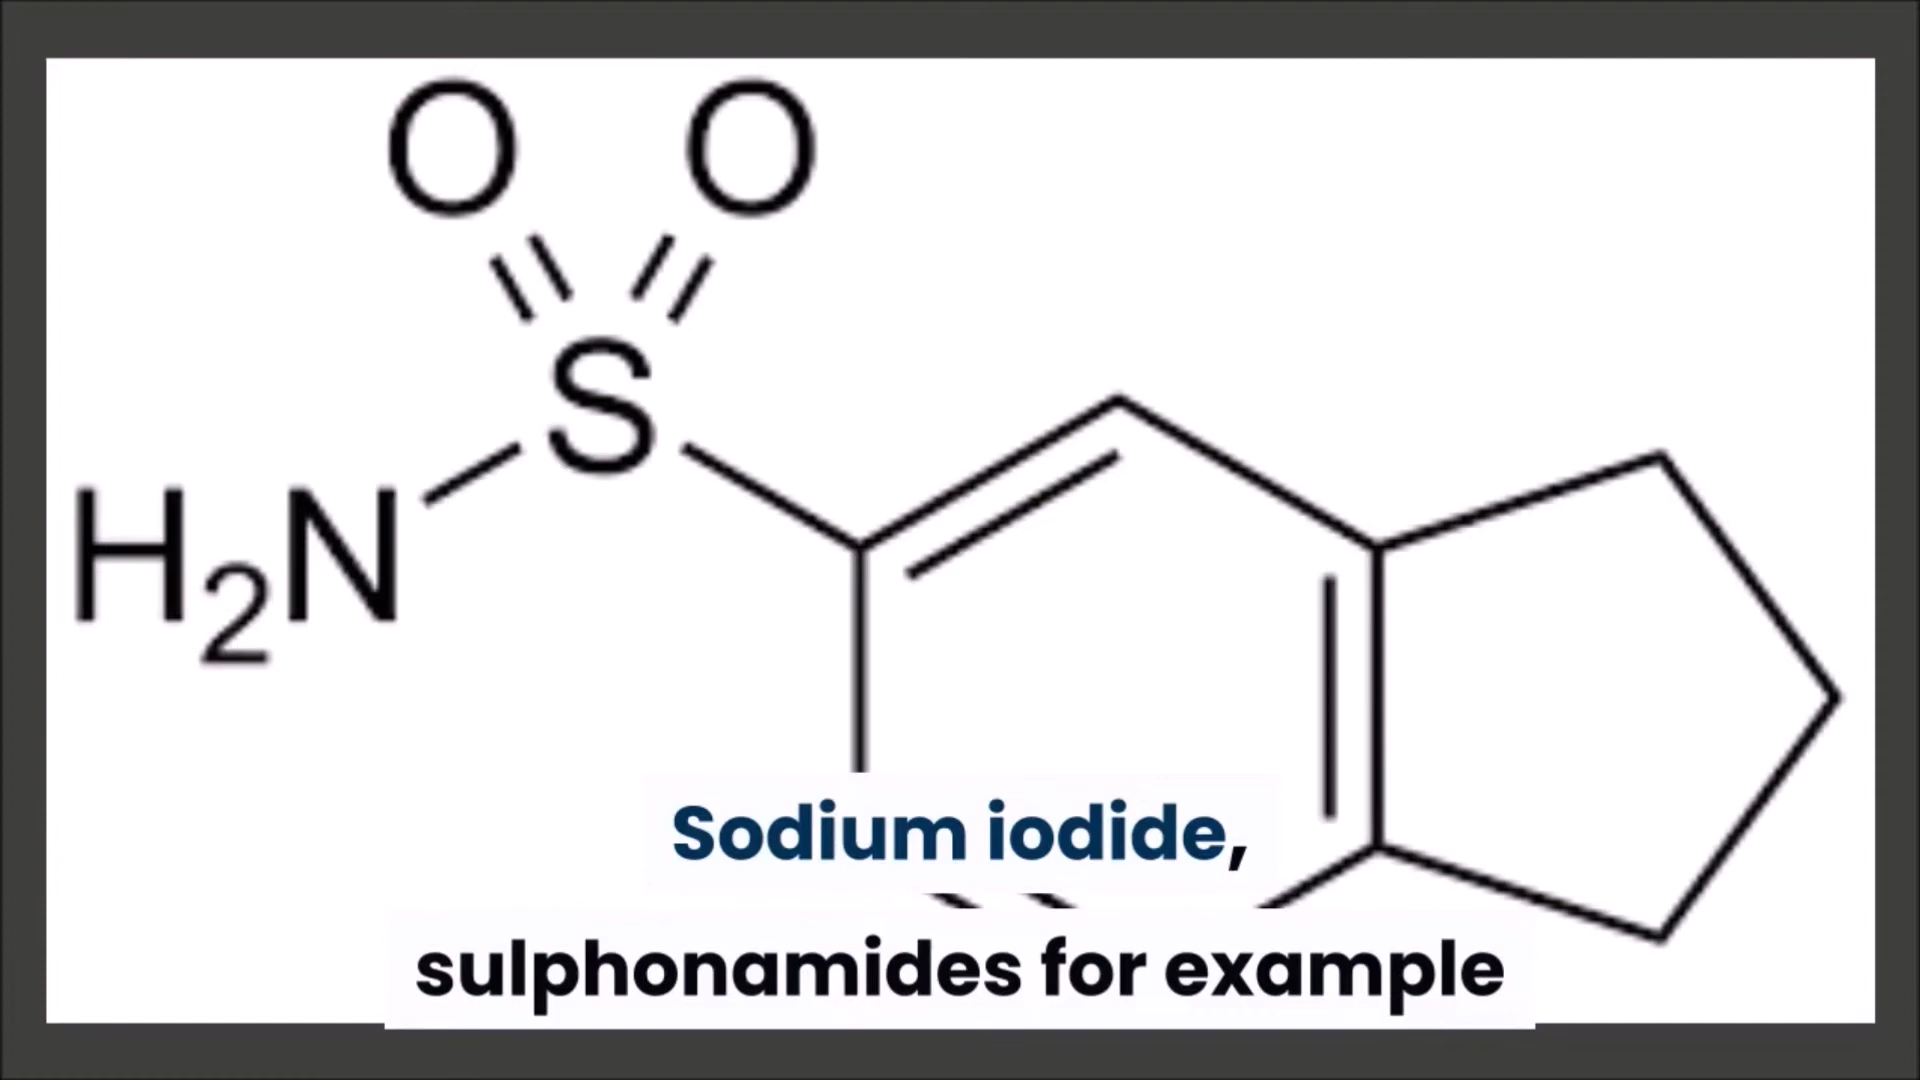 O O
S
H₂N
Sodium iodide,
sulphonamides for example